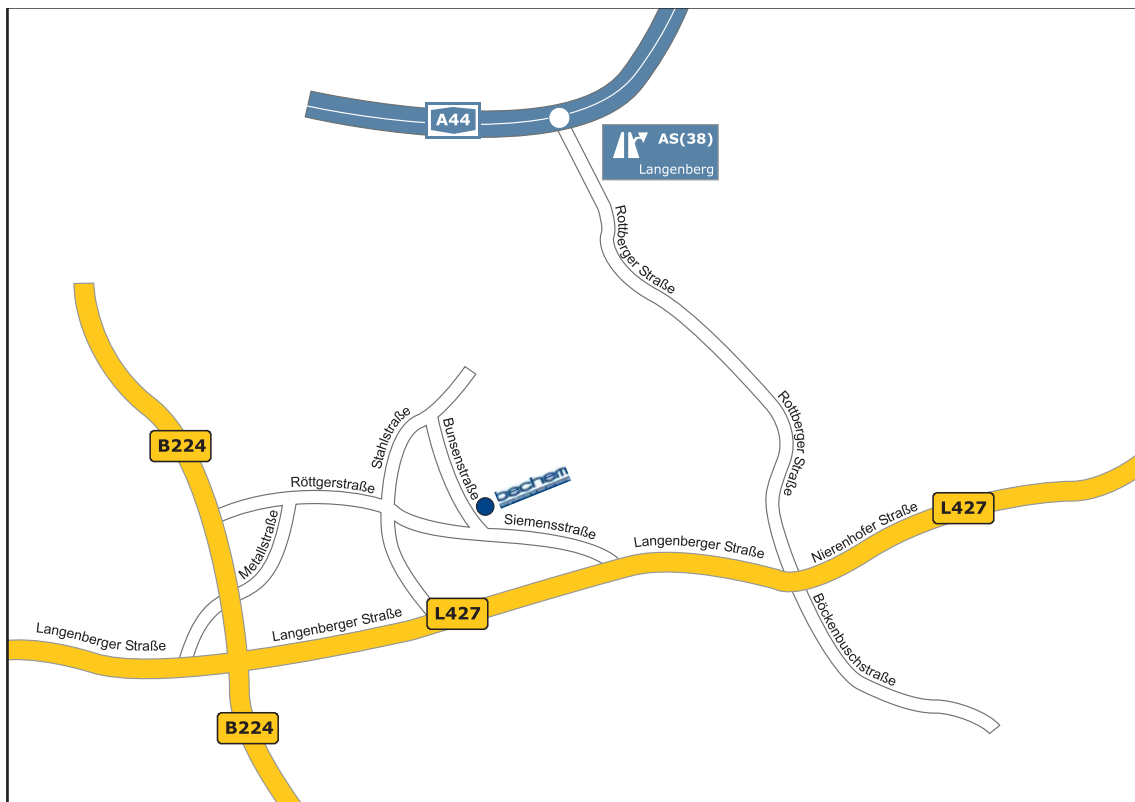 A44
AS(38)
Langenberg
Rottberger Straße
Rottberger Straße
Stahlstraße
Bunsenstraße
B224
bechem
Röttgerstraße
L427
Nierenhofer Straße
Siemensstraße
Langenberger Straße
Metallstraße
Langenberger Straße
L427
Langenberger Straße
Böckenbuschstraße
B224